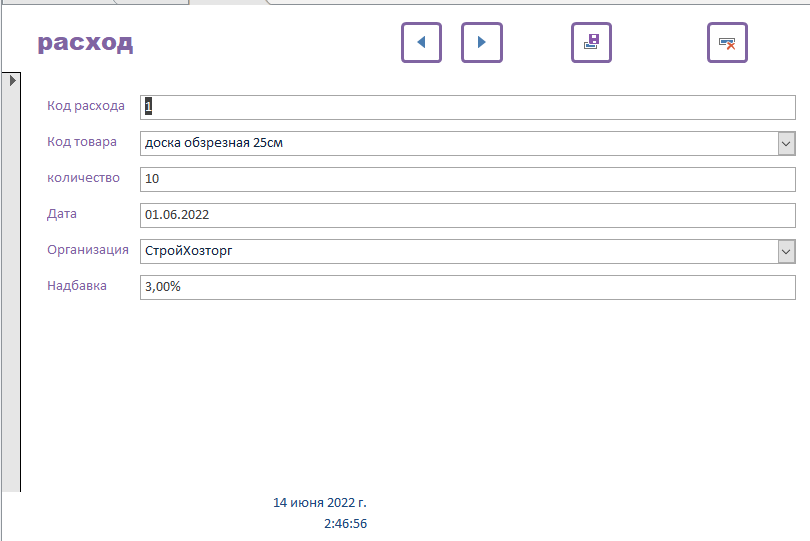 расход
Код расхода 1
Код товара доска обзрезная 25см
количество 10
Дата 01.06.2022
Организация СтройХозторг
Надбавка 3,00%
14 июня 2022 г.
2:46:56